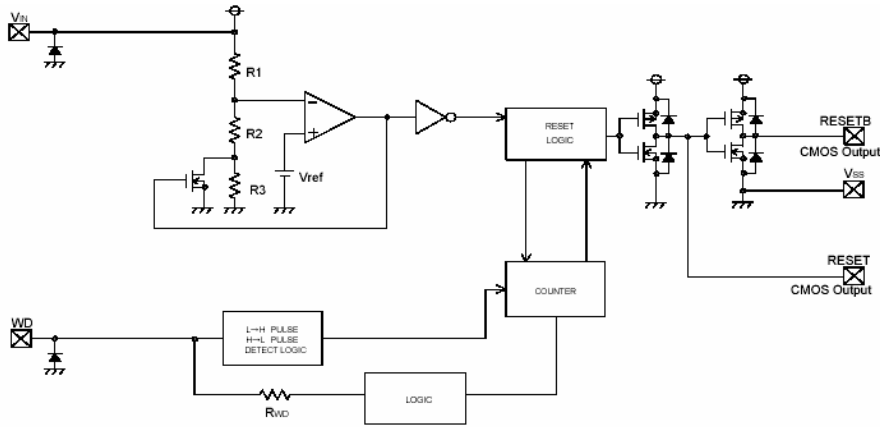 VIN
R1
R2
R3
Vref
RESET
LOGIC
RESETB
CMOS Output
VSS
RESET
CMOS Output
COUNTER
WD
L→H PULSE
H→L PULSE
DETECT LOGIC
RWD
LOGIC